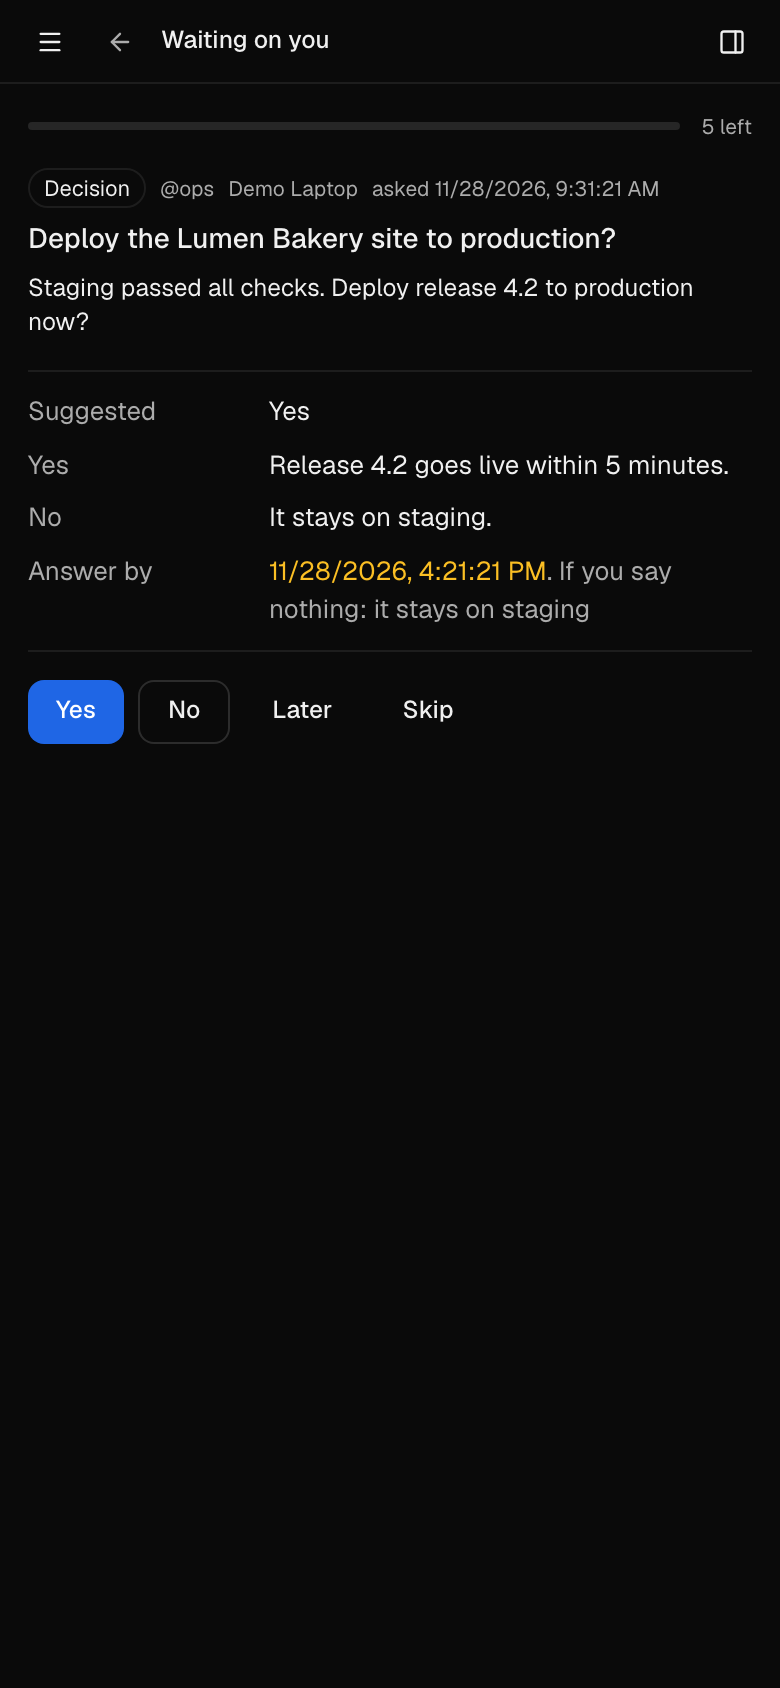 Waiting on you
5 left
Decision @ops Demo Laptop asked 11/28/2026, 9:31:21 AM
Deploy the Lumen Bakery site to production?
Staging passed all checks. Deploy release 4.2 to production
now?
Suggested Yes
Yes Release 4.2 goes live within 5 minutes.
No It stays on staging.
Answer by 11/28/2026, 4:21:21 PM. If you say
nothing: it stays on staging
Yes No Later Skip